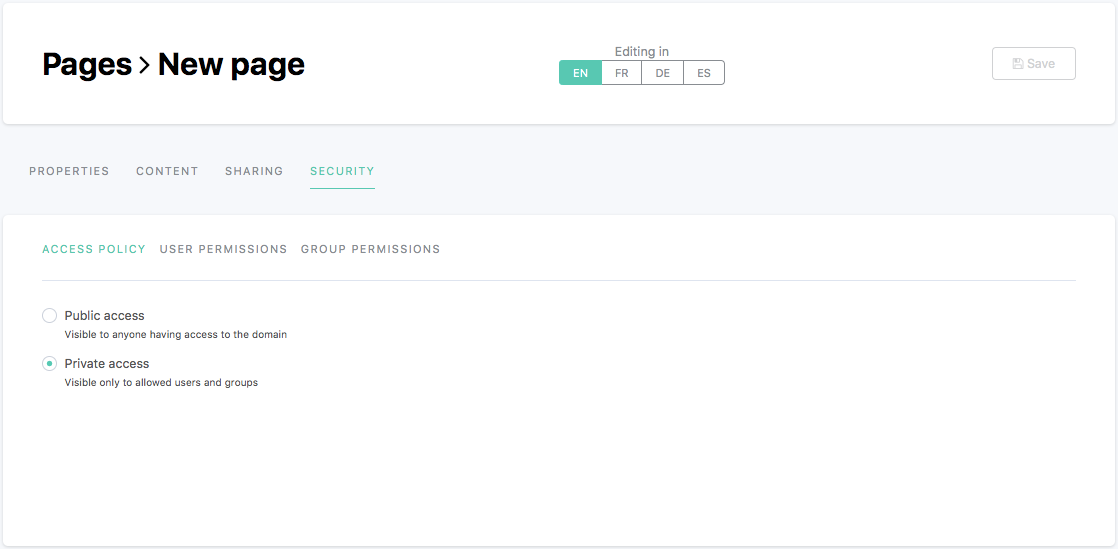 Pages > New page
Editing in
EN FR DE ES
Save
PROPERTIES CONTENT SHARING SECURITY
ACCESS POLICY USER PERMISSIONS GROUP PERMISSIONS
Public access
Visible to anyone having access to the domain
Private access
Visible only to allowed users and groups